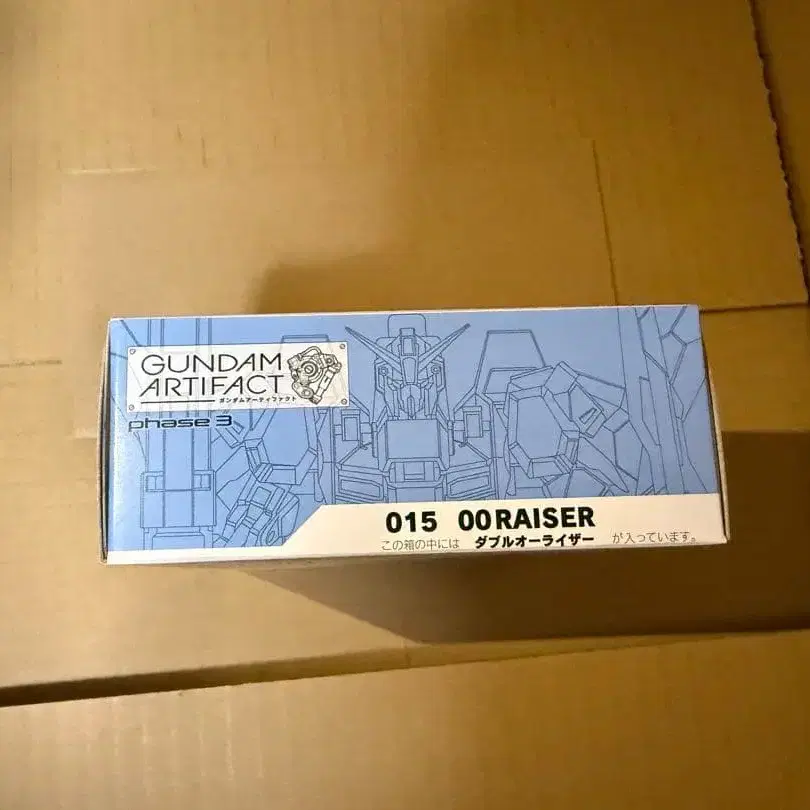 GUNDAM
ARTIFACT
ガンダムアーティファクト
phase 3
015 00RAISER
この箱の中には ダブルオーライザー が入っています。